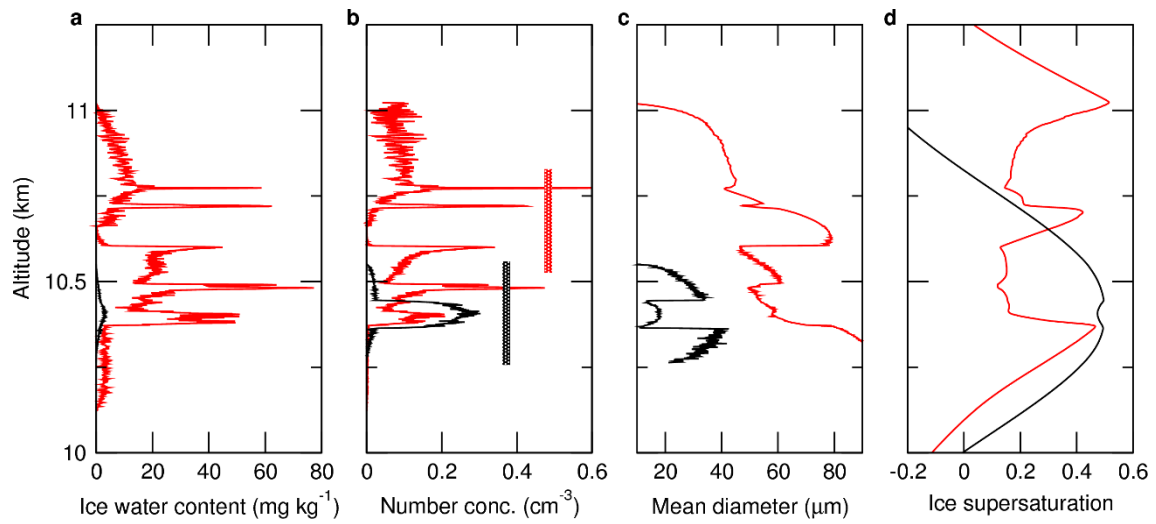 a b c d
0 20 40 60 80
0 0.2 0.4 0.6
20 40 60 80
-0.2 0 0.2 0.4 0.6
11
10.5
10
Altitude (km)
Ice water content (mg kg⁻¹)
Number conc. (cm⁻³)
Mean diameter (µm)
Ice supersaturation